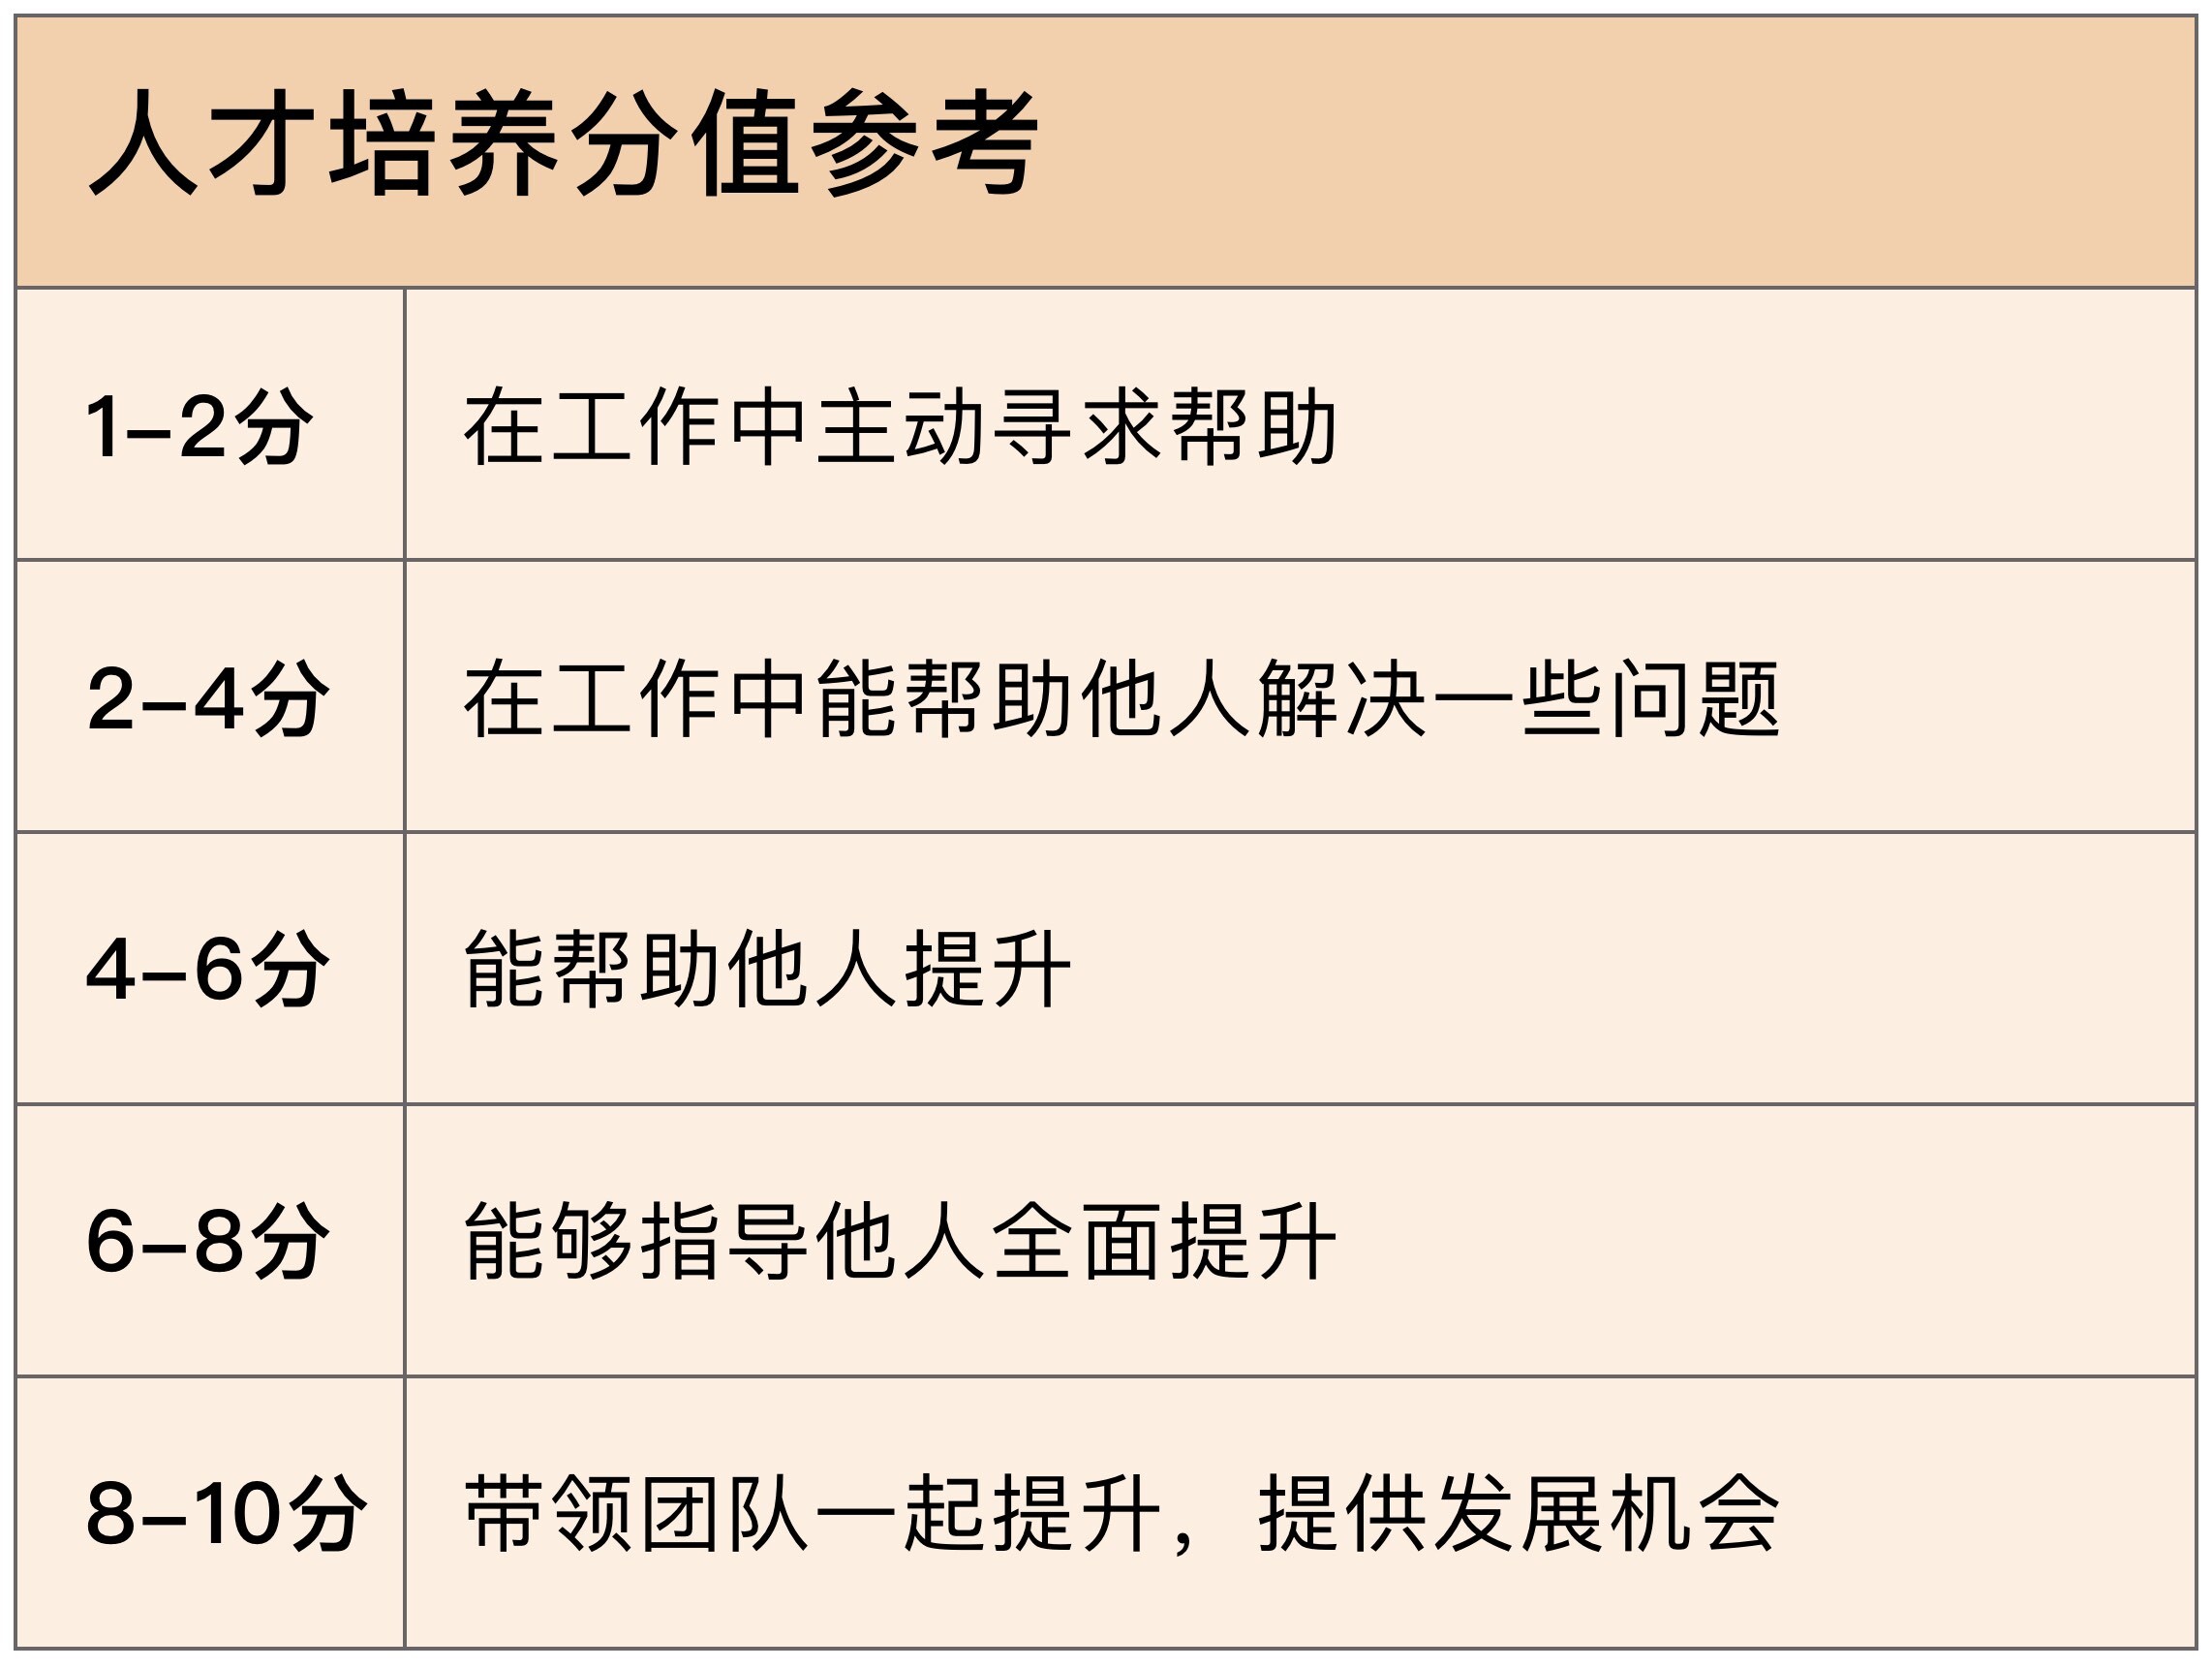 人才培养分值参考
1–2分 在工作中主动寻求帮助
2–4分 在工作中能帮助他人解决一些问题
4–6分 能帮助他人提升
6–8分 能够指导他人全面提升
8–10分 带领团队一起提升，提供发展机会